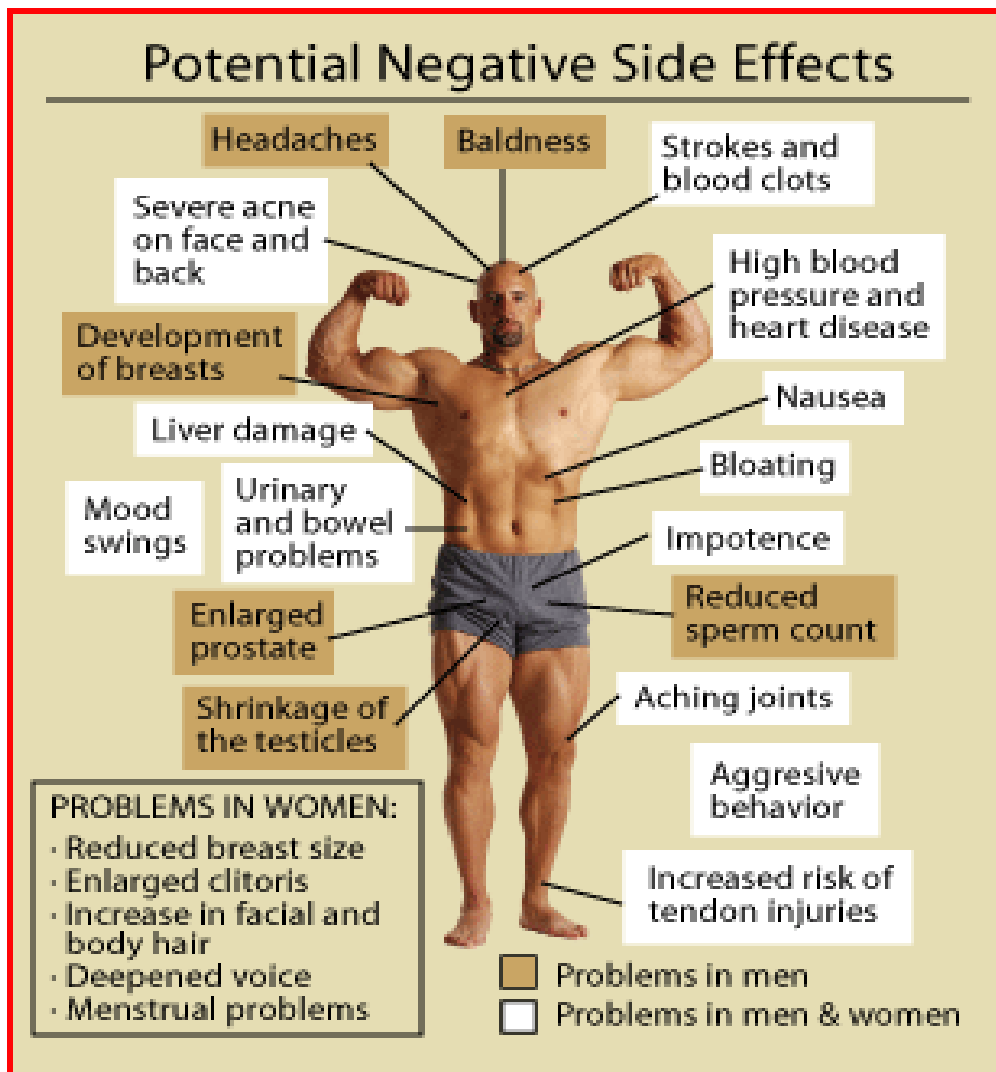 Potential Negative Side Effects
Headaches
Baldness
Strokes and
blood clots
Severe acne
on face and
back
High blood
pressure and
heart disease
Development
of breasts
Nausea
Liver damage
Bloating
Mood
swings
Urinary
and bowel
problems
Impotence
Enlarged
prostate
Reduced
sperm count
Shrinkage of
the testicles
Aching joints
Aggresive
behavior
PROBLEMS IN WOMEN:
· Reduced breast size
· Enlarged clitoris
· Increase in facial and
body hair
· Deepened voice
· Menstrual problems
Increased risk of
tendon injuries
Problems in men
Problems in men & women